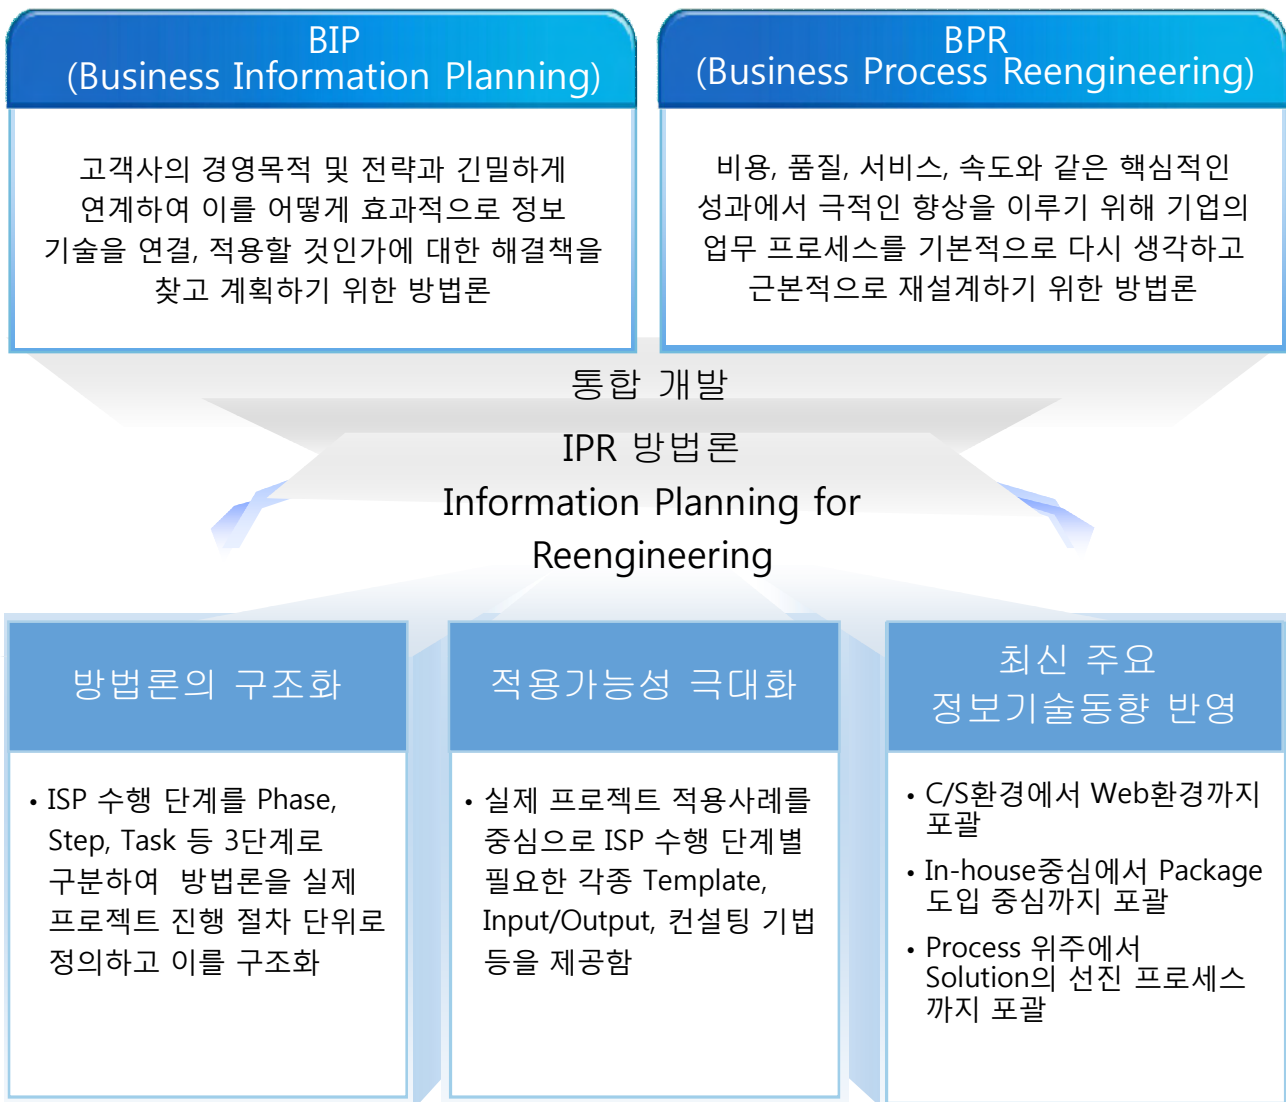 BIP
(Business Information Planning)
고객사의 경영목적 및 전략과 긴밀하게
연계하여 이를 어떻게 효과적으로 정보
기술을 연결, 적용할 것인가에 대한 해결책을
찾고 계획하기 위한 방법론
BPR
(Business Process Reengineering)
비용, 품질, 서비스, 속도와 같은 핵심적인
성과에서 극적인 향상을 이루기 위해 기업의
업무 프로세스를 기본적으로 다시 생각하고
근본적으로 재설계하기 위한 방법론
통합 개발
IPR 방법론
Information Planning for
Reengineering
방법론의 구조화
• ISP 수행 단계를 Phase,
Step, Task 등 3단계로
구분하여 방법론을 실제
프로젝트 진행 절차 단위로
정의하고 이를 구조화
적용가능성 극대화
• 실제 프로젝트 적용사례를
중심으로 ISP 수행 단계별
필요한 각종 Template,
Input/Output, 컨설팅 기법
등을 제공함
최신 주요
정보기술동향 반영
• C/S환경에서 Web환경까지
포괄
• In-house중심에서 Package
도입 중심까지 포괄
• Process 위주에서
Solution의 선진 프로세스
까지 포괄